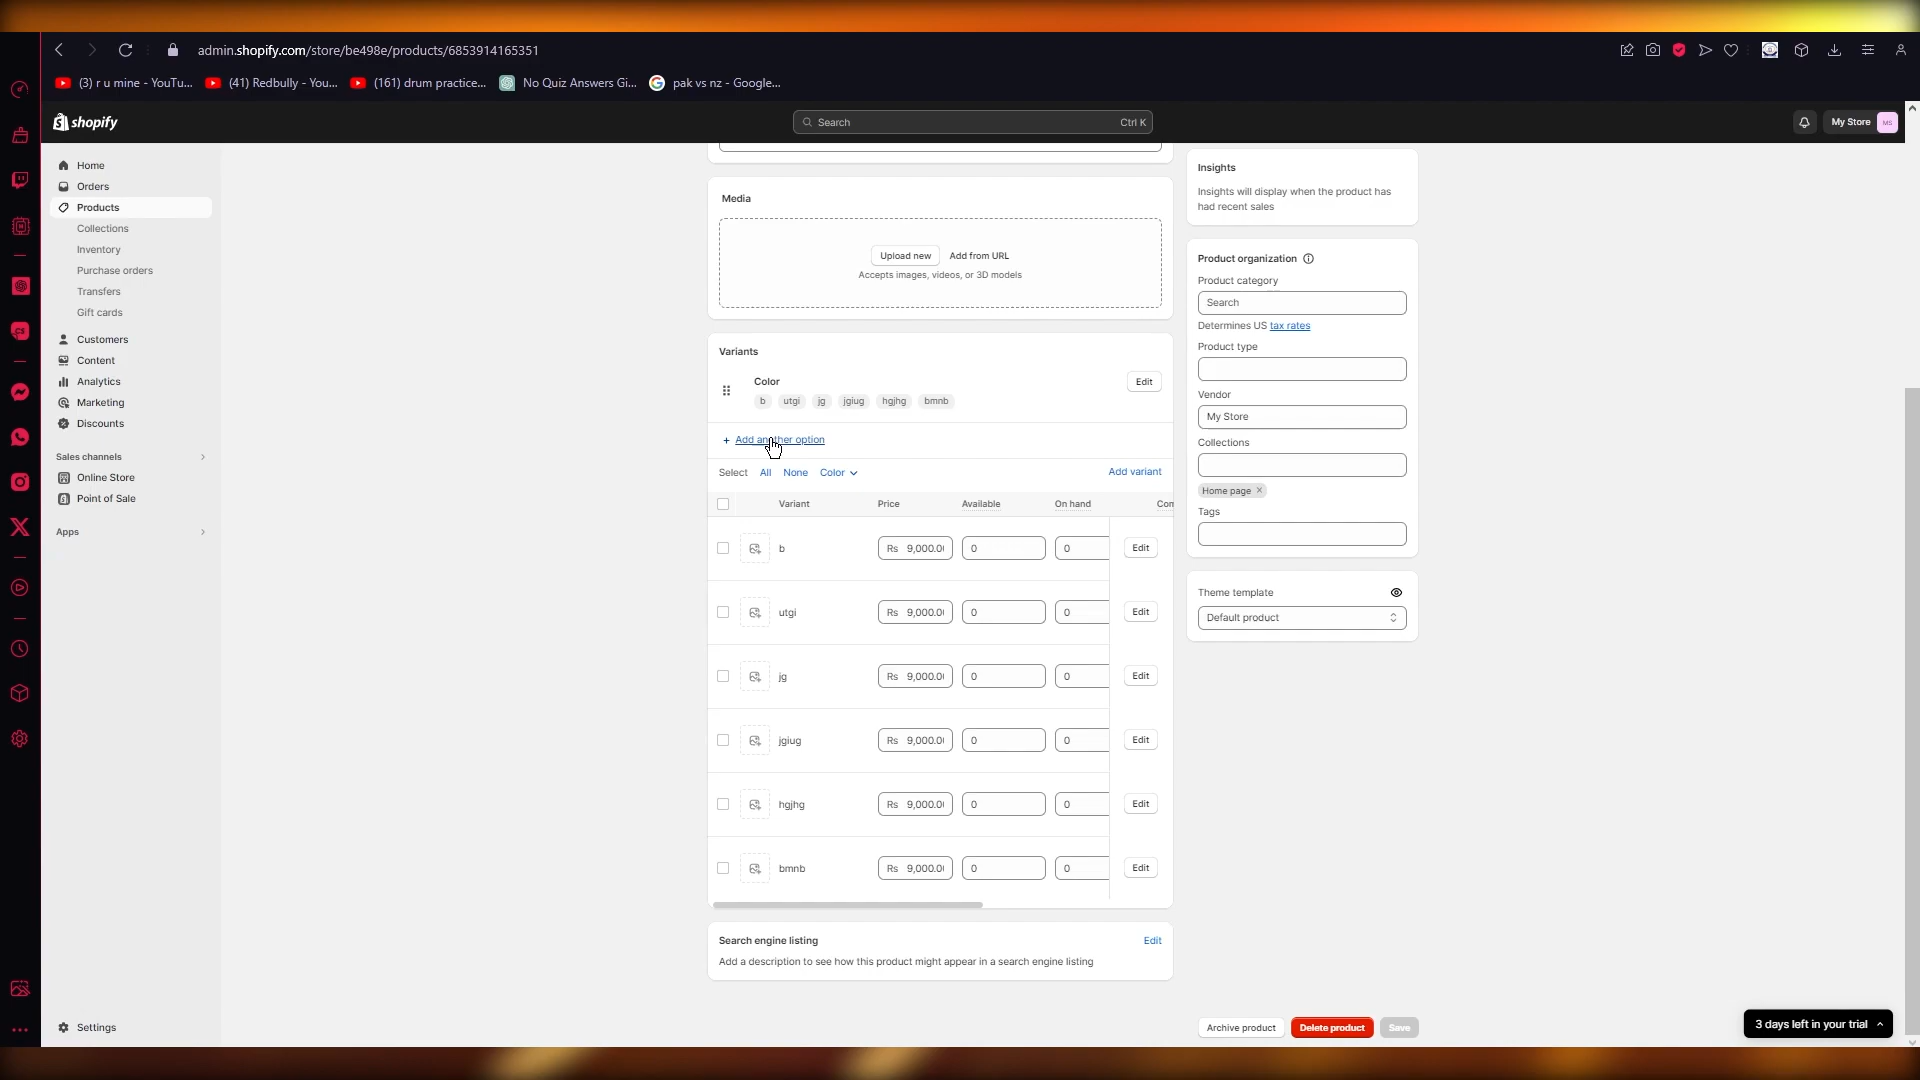 admin.shopify.com/store/be498e/products/6853914165351
(3) r u mine - YouTu...
(41) Redbully - You...
(161) drum practice...
No Quiz Answers Gi...
pak vs nz - Google...
shopify
Search
Ctrl K
My Store
MS
Home
Orders
Products
Collections
Inventory
Purchase orders
Transfers
Gift cards
Customers
Content
Analytics
Marketing
Discounts
Sales channels
Online Store
Point of Sale
Apps
Settings
Media
Upload new
Add from URL
Accepts images, videos, or 3D models
Variants
Color
Edit
b utgi jg jgiug hgjhg bmnb
+ Add another option
Select All None Color
Add variant
Variant Price Available On hand Com
b Rs 9,000.0 0 0 Edit
utgi Rs 9,000.0 0 0 Edit
jg Rs 9,000.0 0 0 Edit
jgiug Rs 9,000.0 0 0 Edit
hgjhg Rs 9,000.0 0 0 Edit
bmnb Rs 9,000.0 0 0 Edit
Search engine listing
Edit
Add a description to see how this product might appear in a search engine listing
Insights
Insights will display when the product has
had recent sales
Product organization
Product category
Search
Determines US tax rates
Product type
Vendor
My Store
Collections
Home page
Tags
Theme template
Default product
Archive product
Delete product
Save
3 days left in your trial